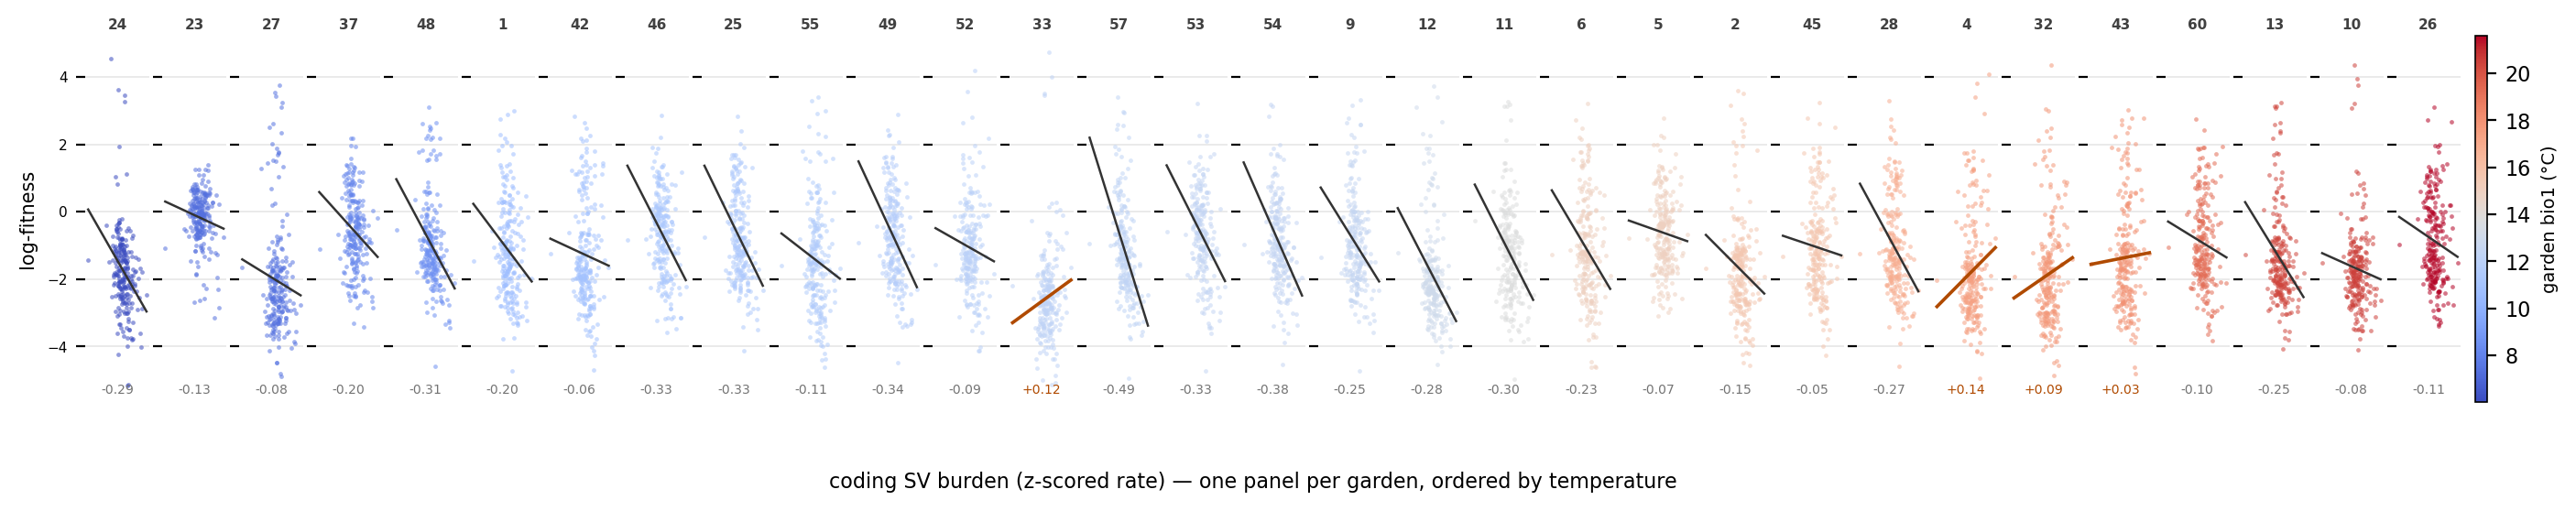 24 23 27 37 48 1 42 46 25 55 49 52 33 57 53 54 9 12 11 6 5 2 45 28 4 32 43 60 13 10 26
log-fitness
4
2
0
−2
−4
-0.29 -0.13 -0.08 -0.20 -0.31 -0.20 -0.06 -0.33 -0.33 -0.11 -0.34 -0.09 +0.12 -0.49 -0.33 -0.38 -0.25 -0.28 -0.30 -0.23 -0.07 -0.15 -0.05 -0.27 +0.14 +0.09 +0.03 -0.10 -0.25 -0.08 -0.11
20
18
16
14
12
10
8
garden bio1 (°C)
coding SV burden (z-scored rate) — one panel per garden, ordered by temperature